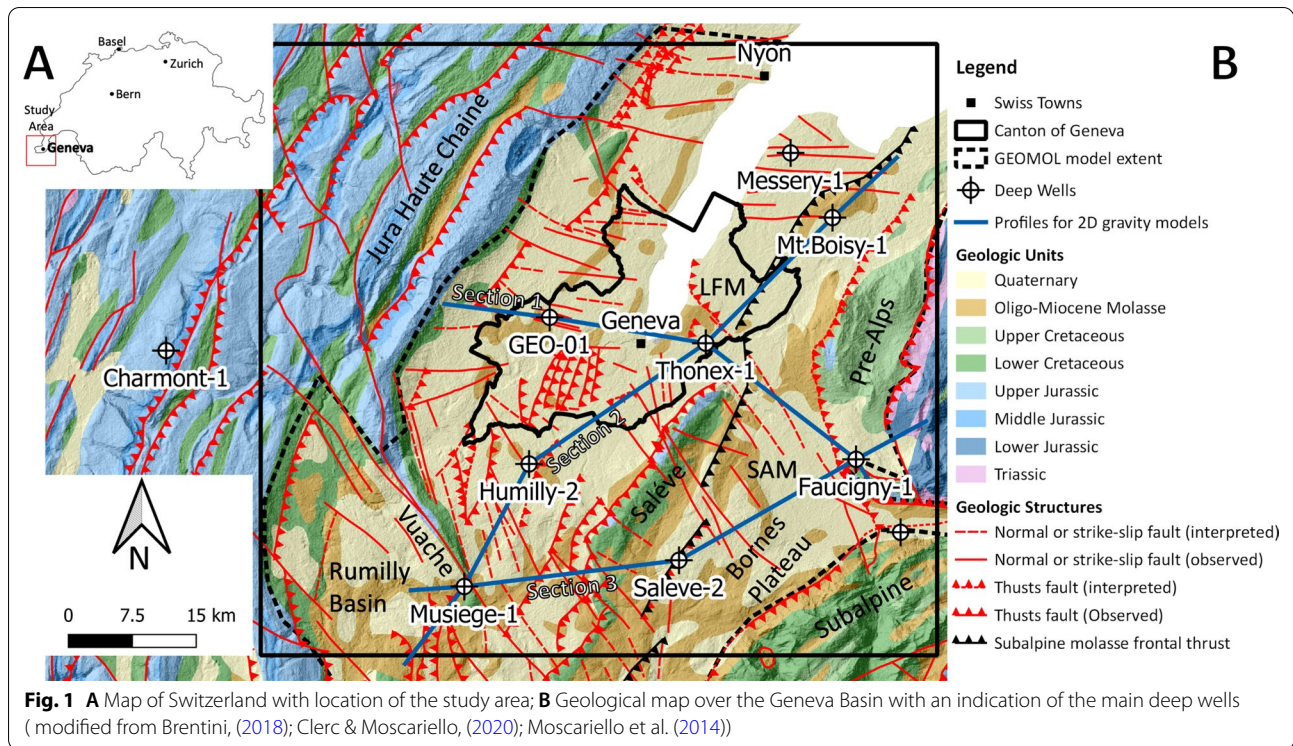 A
Basel
Zurich
Bern
Study
Area
Geneva
B
Nyon
Jura Haute Chaine
Messery-1
Mt.Boisy-1
LFM
Section 1
Geneva
GEO-01
Thonex-1
Pre-Alps
Charmont-1
Section 2
Humilly-2
Saléve
SAM
Faucigny-1
Vuache
Bornes
Plateau
Rumilly
Basin
Section 3
Saleve-2
Musiege-1
Subalpine
N
0 7.5 15 km
Legend
Swiss Towns
Canton of Geneva
GEOMOL model extent
Deep Wells
Profiles for 2D gravity models
Geologic Units
Quaternary
Oligo-Miocene Molasse
Upper Cretaceous
Lower Cretaceous
Upper Jurassic
Middle Jurassic
Lower Jurassic
Triassic
Geologic Structures
Normal or strike-slip fault (interpreted)
Normal or strike-slip fault (observed)
Thusts fault (interpreted)
Thusts fault (Observed)
Subalpine molasse frontal thrust
Fig. 1 A Map of Switzerland with location of the study area; B Geological map over the Geneva Basin with an indication of the main deep wells
( modified from Brentini, (2018); Clerc & Moscariello, (2020); Moscariello et al. (2014))